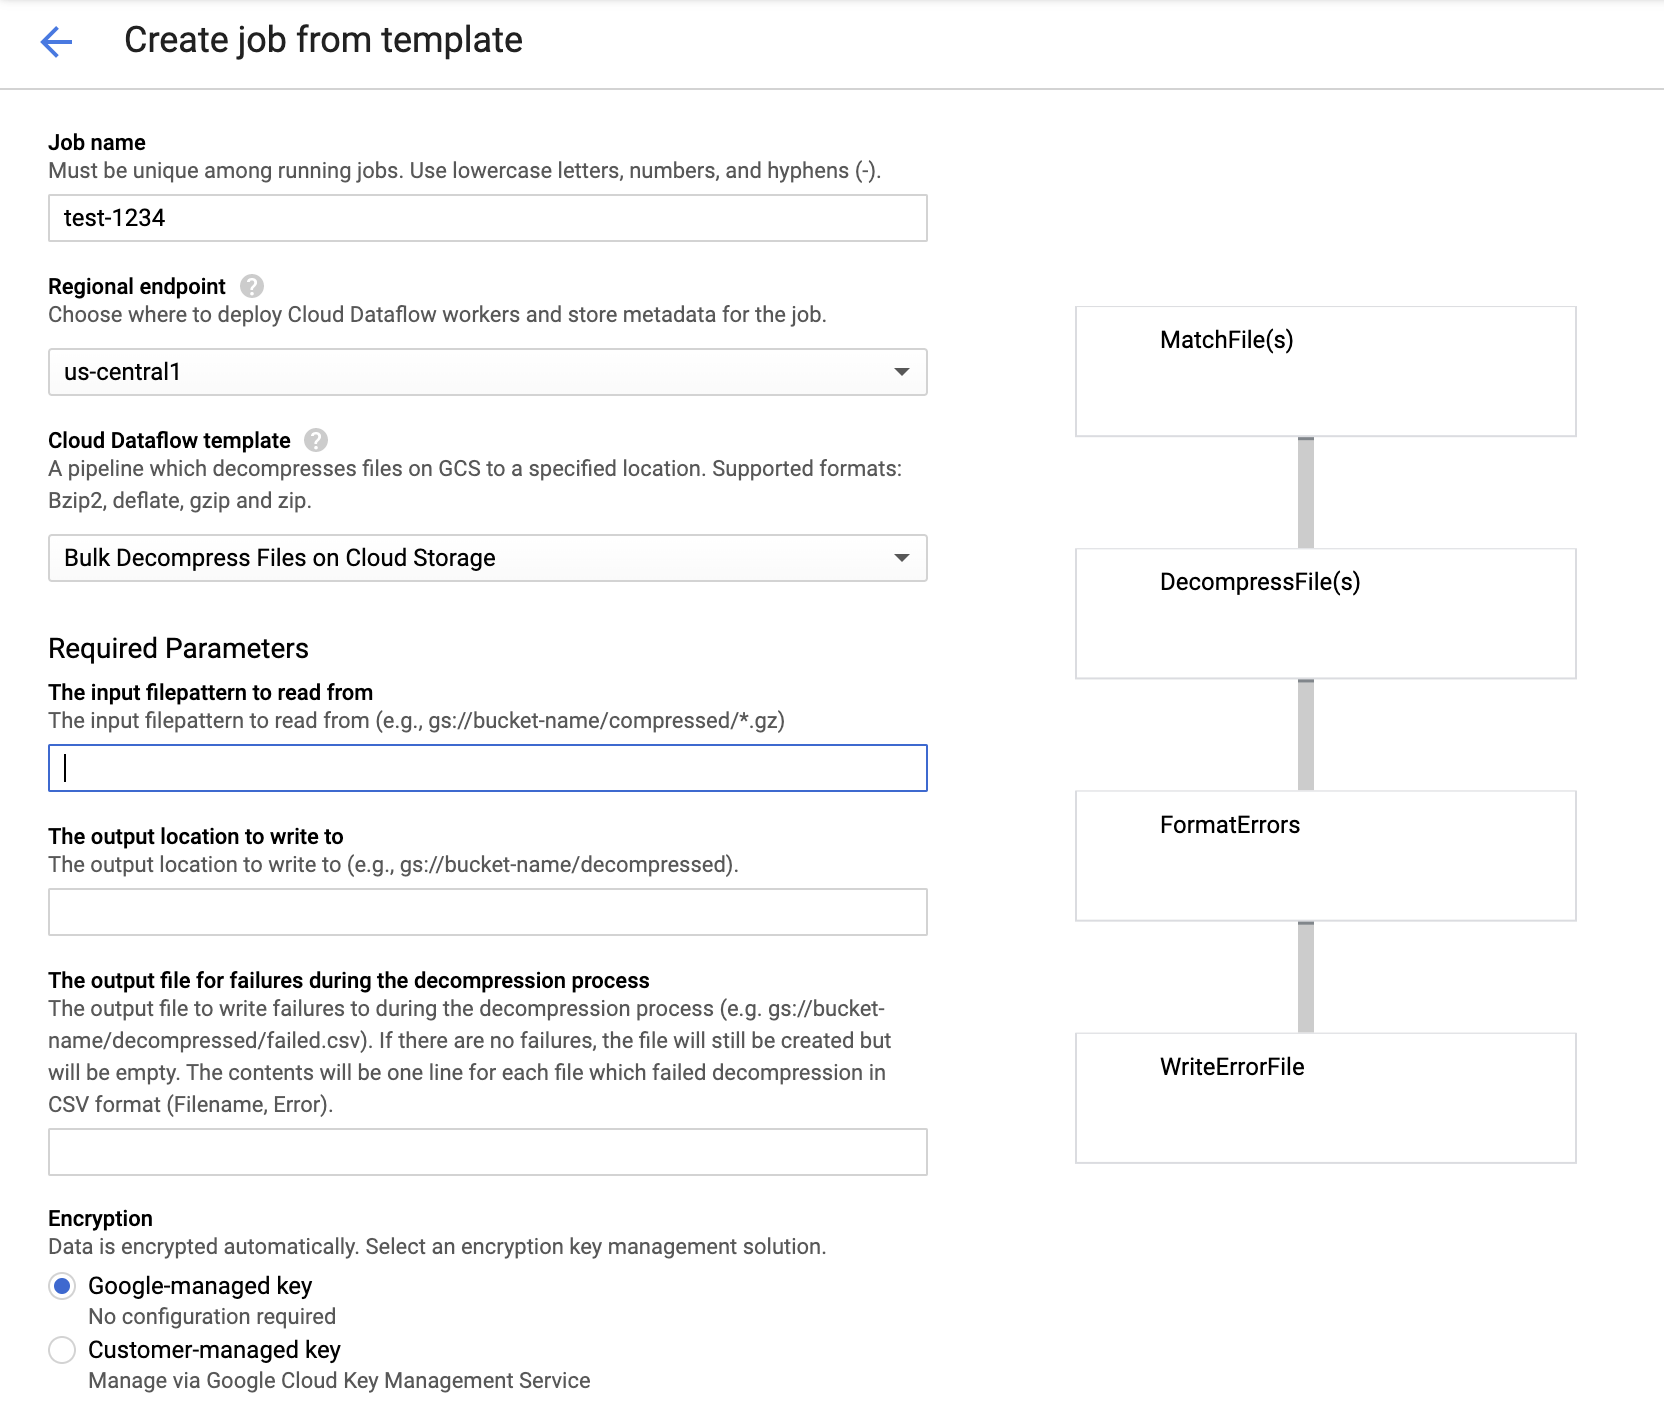 Create job from template
Job name
Must be unique among running jobs. Use lowercase letters, numbers, and hyphens (-).
test-1234
Regional endpoint ?
Choose where to deploy Cloud Dataflow workers and store metadata for the job.
us-central1
Cloud Dataflow template ?
A pipeline which decompresses files on GCS to a specified location. Supported formats:
Bzip2, deflate, gzip and zip.
Bulk Decompress Files on Cloud Storage
Required Parameters
The input filepattern to read from
The input filepattern to read from (e.g., gs://bucket-name/compressed/*.gz)
The output location to write to
The output location to write to (e.g., gs://bucket-name/decompressed).
The output file for failures during the decompression process
The output file to write failures to during the decompression process (e.g. gs://bucket-
name/decompressed/failed.csv). If there are no failures, the file will still be created but
will be empty. The contents will be one line for each file which failed decompression in
CSV format (Filename, Error).
Encryption
Data is encrypted automatically. Select an encryption key management solution.
Google-managed key
No configuration required
Customer-managed key
Manage via Google Cloud Key Management Service
MatchFile(s)
DecompressFile(s)
FormatErrors
WriteErrorFile